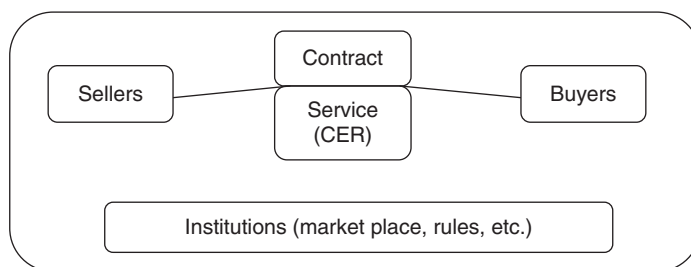 Contract
Sellers
Buyers
Service
(CER)
Institutions (market place, rules, etc.)